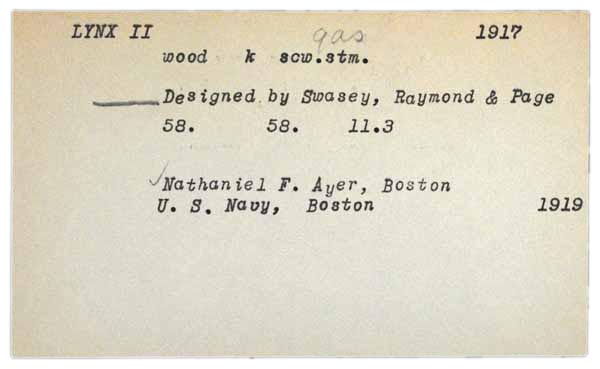 LYNX II gas 1917
wood k scw.stm.
Designed by Swasey, Raymond & Page
58. 58. 11.3
Nathaniel F. Ayer, Boston
U. S. Navy, Boston 1919